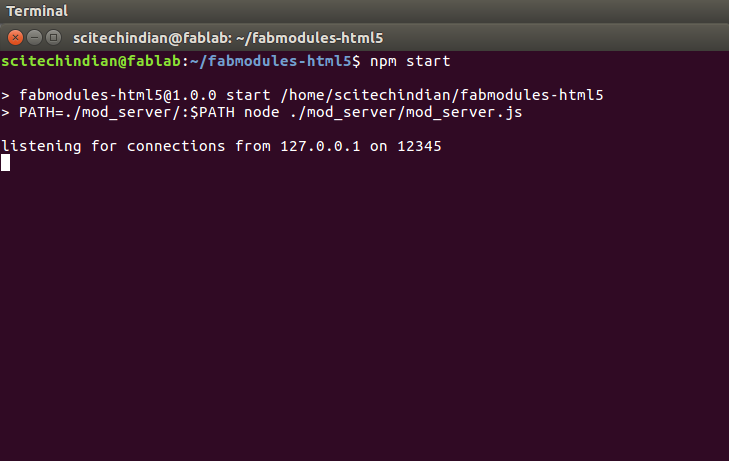 Terminal
scitechindian@fablab: ~/fabmodules-html5
scitechindian@fablab:~/fabmodules-html5$ npm start
> fabmodules-html5@1.0.0 start /home/scitechindian/fabmodules-html5
> PATH=./mod_server/:$PATH node ./mod_server/mod_server.js
listening for connections from 127.0.0.1 on 12345